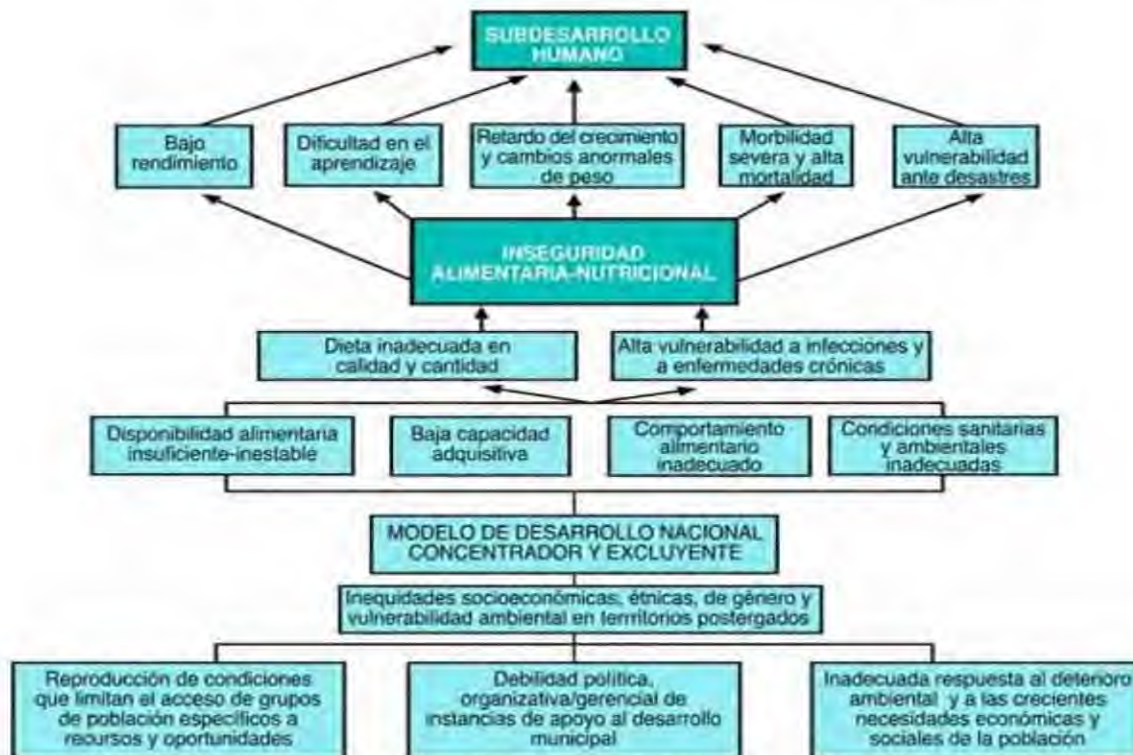 SUBDESARROLLO
HUMANO
Bajo
rendimiento
Dificultad en el
aprendizaje
Retardo del crecimiento
y cambios anormales
de peso
Morbilidad
severa y alta
mortalidad
Alta
vulnerabilidad
ante desastres
INSEGURIDAD
ALIMENTARIA-NUTRICIONAL
Dieta inadecuada en
calidad y cantidad
Alta vulnerabilidad a infecciones y
a enfermedades crónicas
Disponibilidad alimentaria
insuficiente-inestable
Baja capacidad
adquisitiva
Comportamiento
alimentario
inadecuado
Condiciones sanitarias
y ambientales
inadecuadas
MODELO DE DESARROLLO NACIONAL
CONCENTRADOR Y EXCLUYENTE
Inequidades socioeconómicas, étnicas, de género y
vulnerabilidad ambiental en territorios postergados
Reproducción de condiciones
que limitan el acceso de grupos
de población específicos a
recursos y oportunidades
Debilidad política,
organizativa/gerencial de
instancias de apoyo al desarrollo
municipal
Inadecuada respuesta al deterioro
ambiental y a las crecientes
necesidades económicas y
sociales de la población